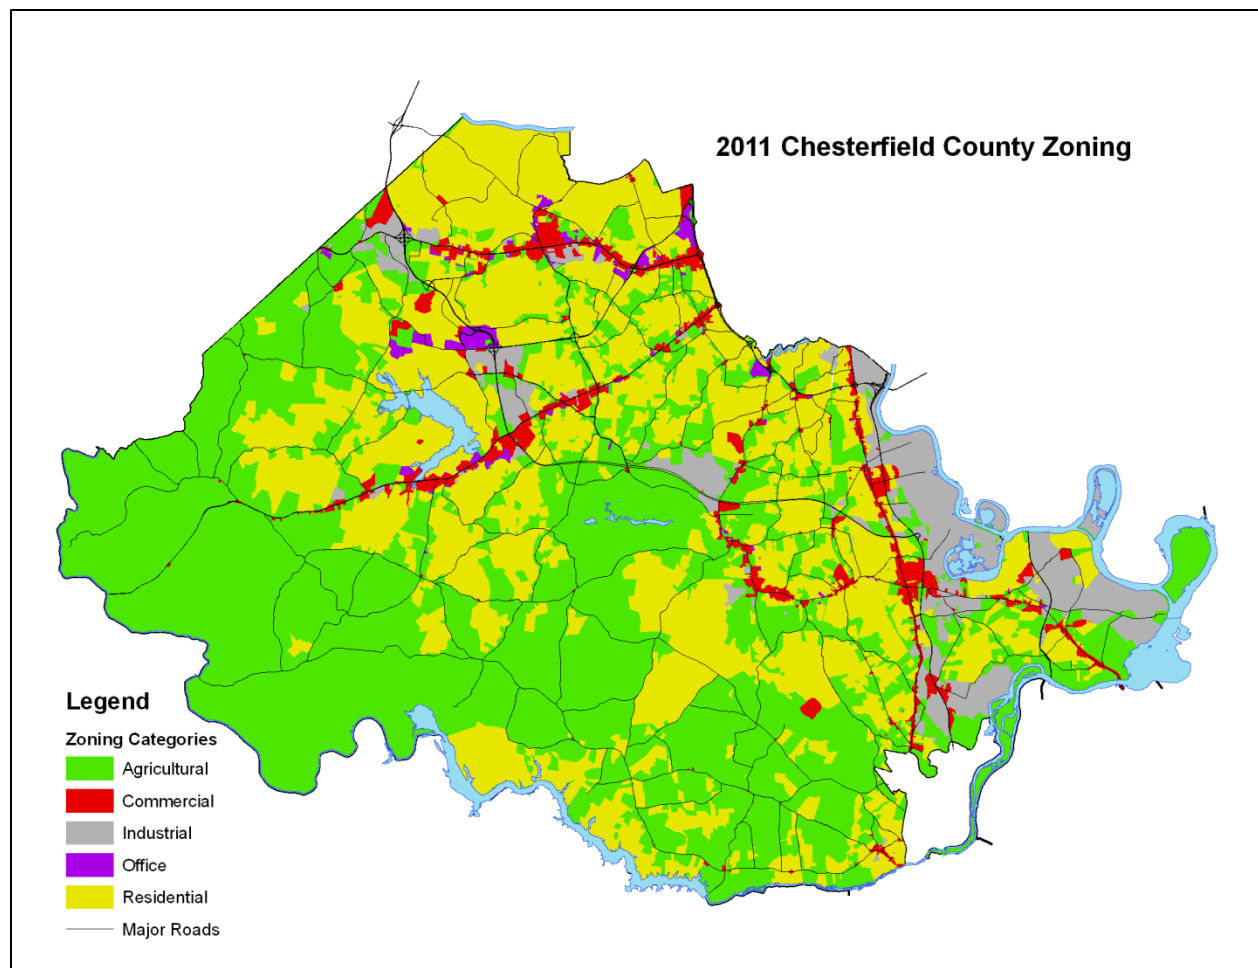 2011 Chesterfield County Zoning
Legend
Zoning Categories
Agricultural
Commercial
Industrial
Office
Residential
Major Roads